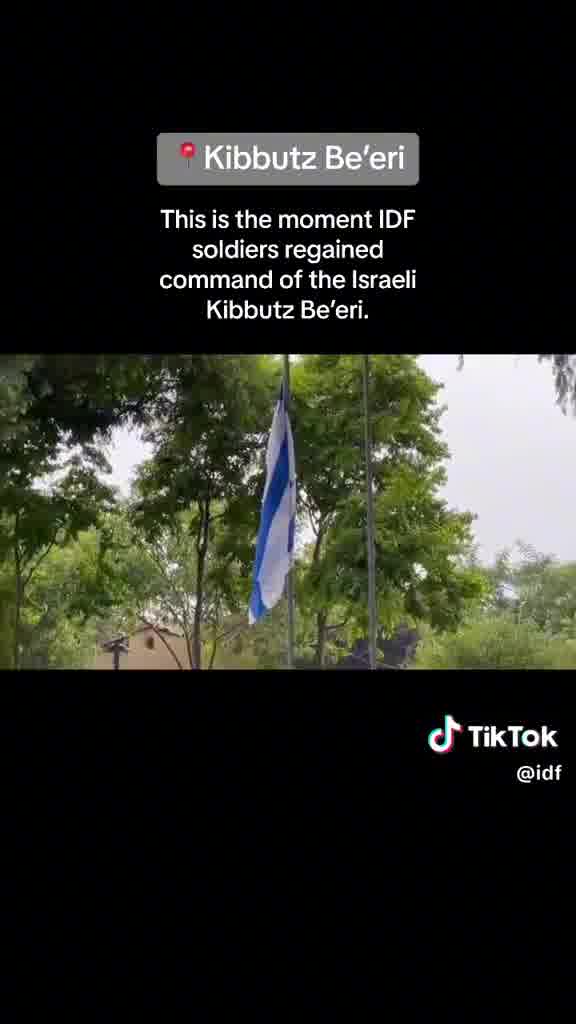 Kibbutz Be’eri
This is the moment IDF
soldiers regained
command of the Israeli
Kibbutz Be’eri.
TikTok
@idf